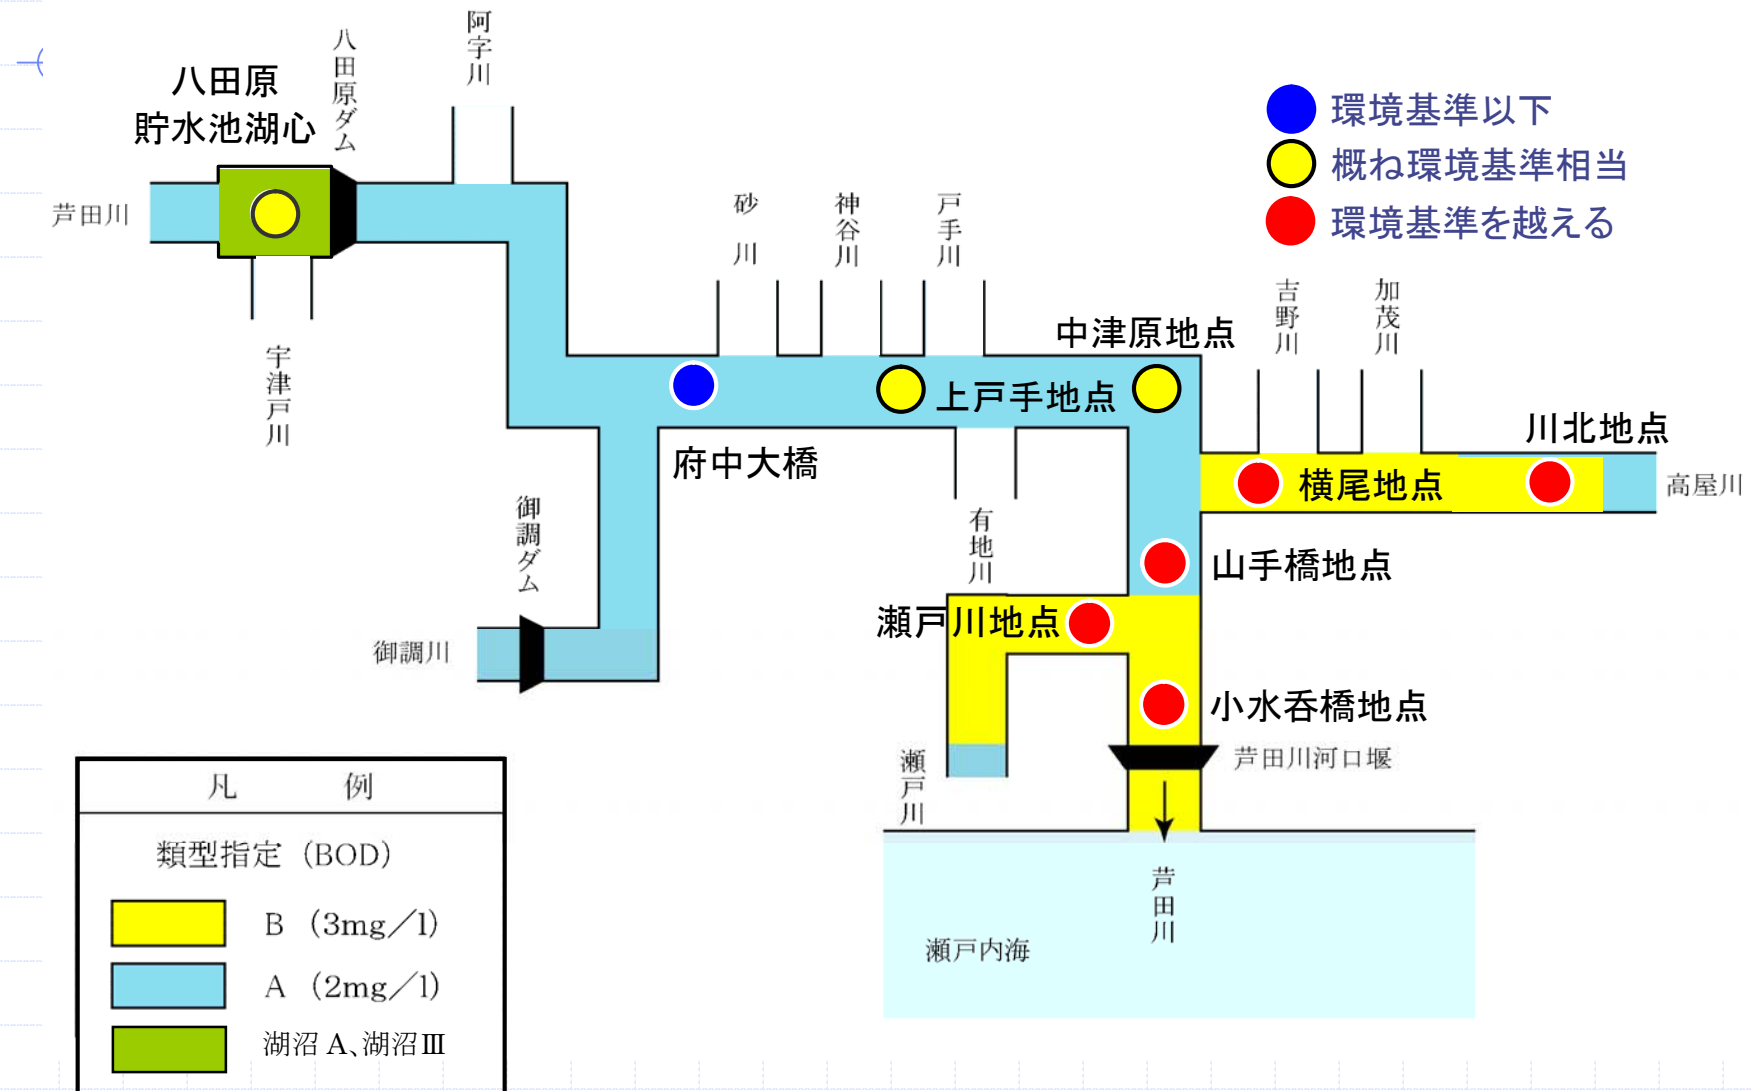 阿字川
八田原ダム
八田原
貯水池湖心
環境基準以下
概ね環境基準相当
環境基準を越える
芦田川
砂川
神谷川
戸手川
吉野川
加茂川
宇津戸川
中津原地点
上戸手地点
川北地点
府中大橋
横尾地点
高屋川
御調ダム
有地川
山手橋地点
瀬戸川地点
御調川
小水呑橋地点
瀬戸川
芦田川河口堰
芦田川
瀬戸内海
凡　例
類型指定（BOD）
B （3mg／l）
A （2mg／l）
湖沼 A、湖沼Ⅲ